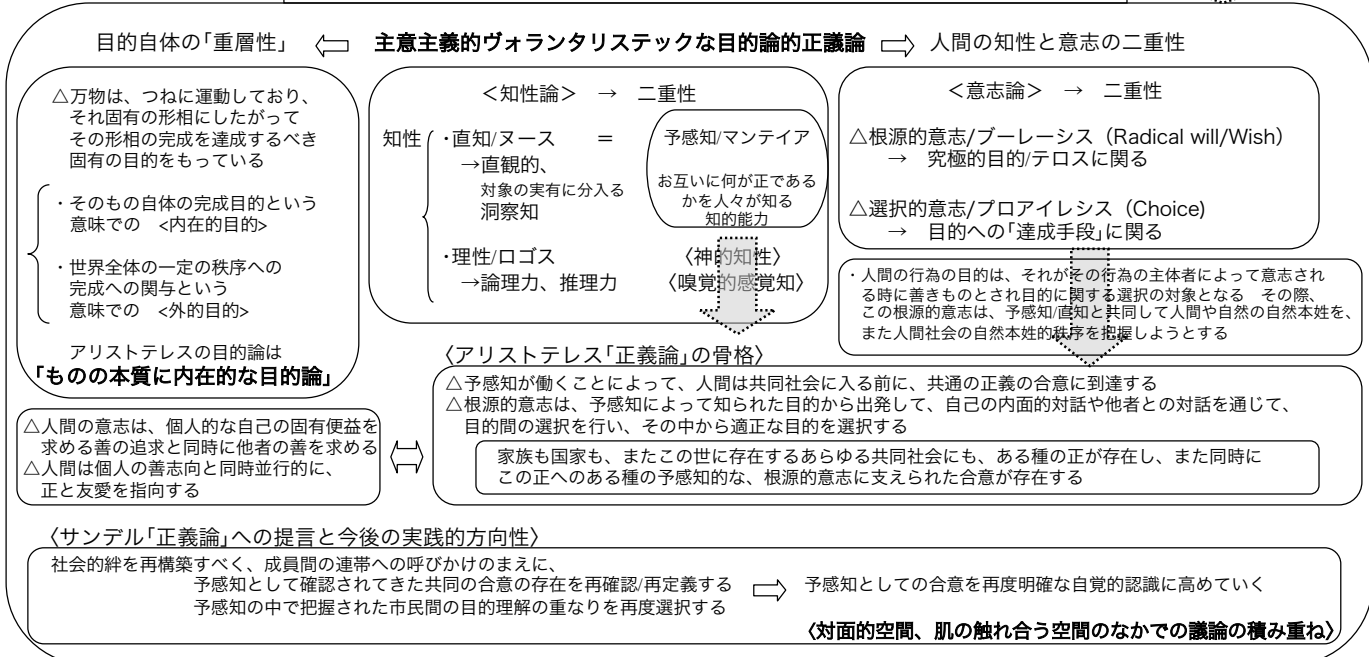 目的自体の「重層性」 ⇦ 主意主義的ヴォランタリステックな目的論的正議論 ⇨ 人間の知性と意志の二重性
△万物は、つねに運動しており、
それ固有の形相にしたがって
その形相の完成を達成するべき
固有の目的をもっている
・そのもの自体の完成目的という
意味での <内在的目的>
・世界全体の一定の秩序への
完成への関与という
意味での <外的目的>
アリストテレスの目的論は
「ものの本質に内在的な目的論」
<知性論> → 二重性
知性
・直知/ヌース =
→直観的、
対象の実有に分入る
洞察知
予感知/マンテイア
お互いに何が正である
かを人々が知る
知的能力
・理性/ロゴス 〈神的知性〉
→論理力、推理力 〈嗅覚的感覚知〉
<意志論> → 二重性
△根源的意志/ブーレーシス(Radical will/Wish)
→ 究極的目的/テロスに関る
△選択的意志/プロアイレシス(Choice)
→ 目的への「達成手段」に関る
・人間の行為の目的は、それがその行為の主体者によって意志され
る時に善きものとされ目的に関する選択の対象となる その際、
この根源的意志は、予感知/直知と共同して人間や自然の自然本姓を、
また人間社会の自然本姓的秩序を把握しようとする
〈アリストテレス「正義論」の骨格〉
△予感知が働くことによって、人間は共同社会に入る前に、共通の正義の合意に到達する
△根源的意志は、予感知によって知られた目的から出発して、自己の内面的対話や他者との対話を通じて、
目的間の選択を行い、その中から適正な目的を選択する
家族も国家も、またこの世に存在するあらゆる共同社会にも、ある種の正が存在し、また同時に
この正へのある種の予感知的な、根源的意志に支えられた合意が存在する
△人間の意志は、個人的な自己の固有便益を
求める善の追求と同時に他者の善を求める
△人間は個人の善志向と同時並行的に、
正と友愛を指向する
〈サンデル「正義論」への提言と今後の実践的方向性〉
社会的絆を再構築すべく、成員間の連帯への呼びかけのまえに、
予感知として確認されてきた共同の合意の存在を再確認/再定義する ⇨ 予感知としての合意を再度明確な自覚的認識に高めていく
予感知の中で把握された市民間の目的理解の重なりを再度選択する
〈対面的空間、肌の触れ合う空間のなかでの議論の積み重ね〉